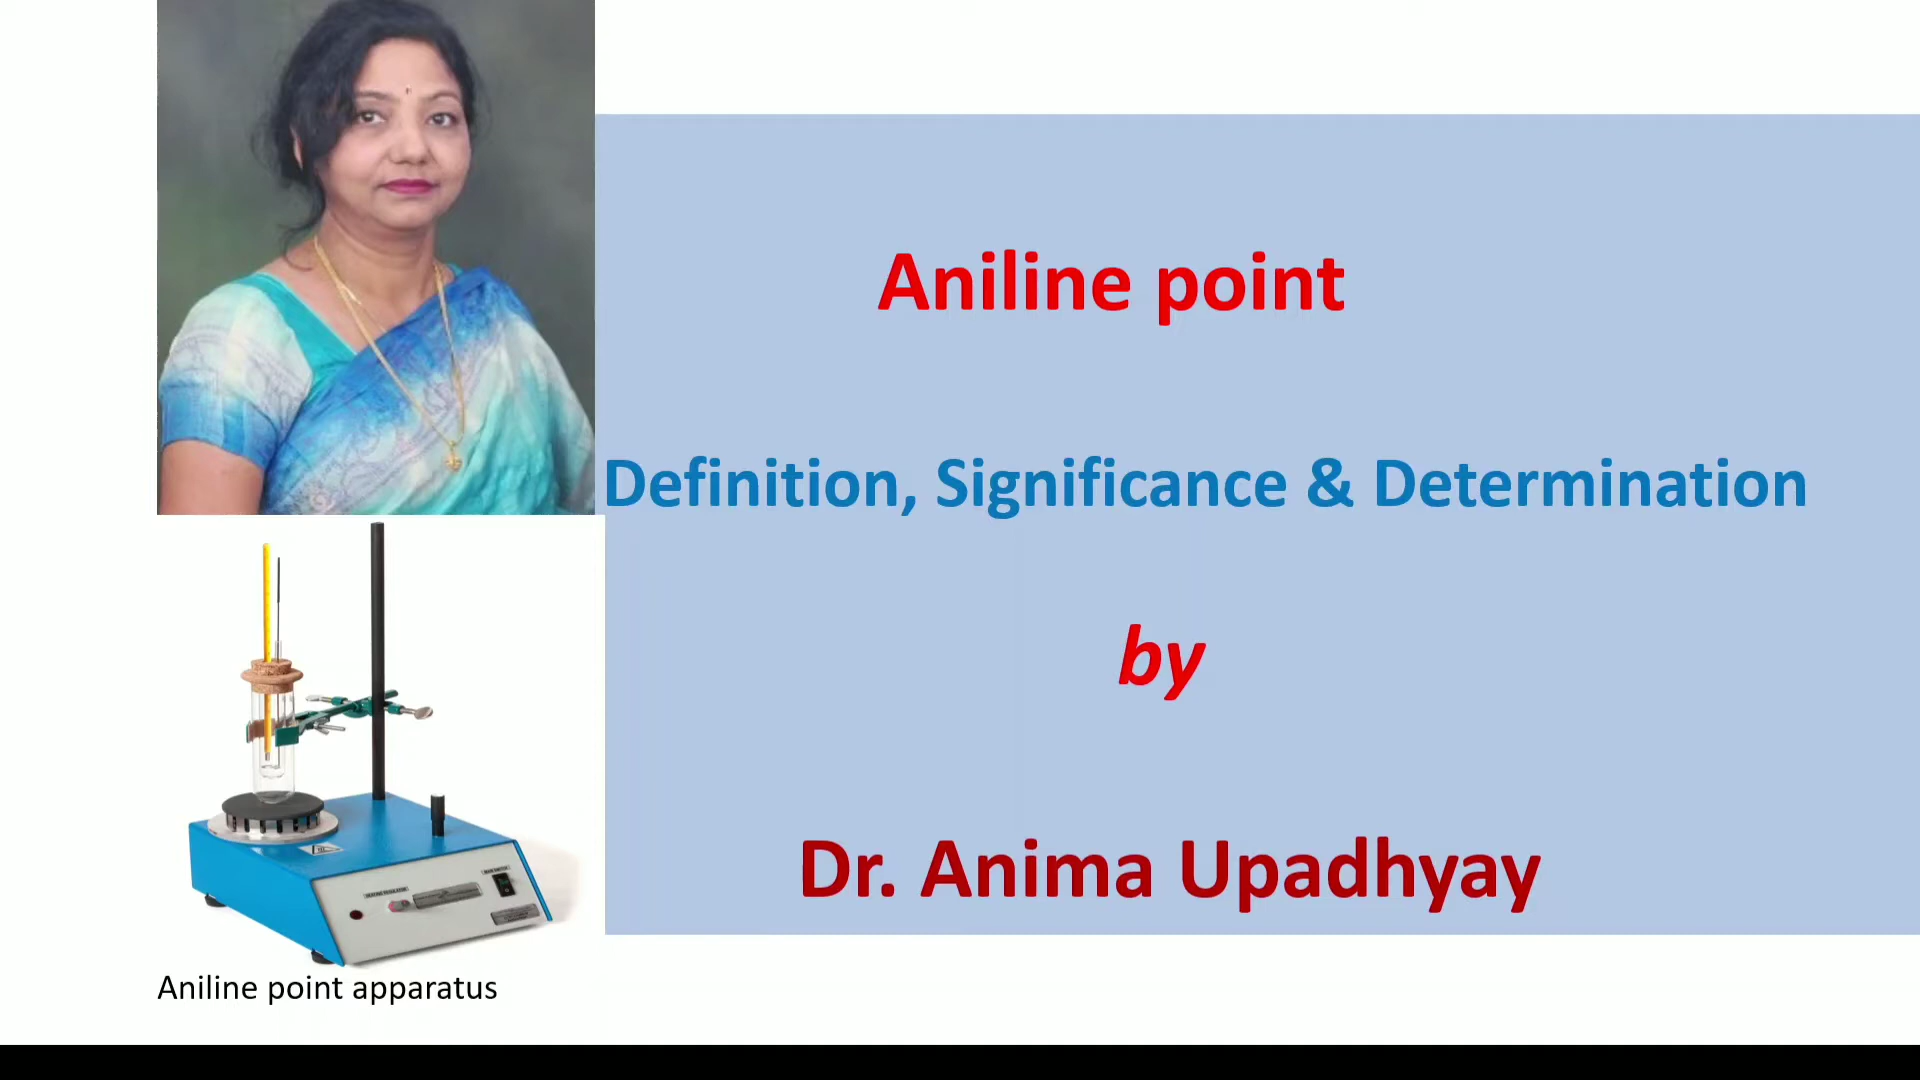 Aniline point
Definition, Significance & Determination
by
Dr. Anima Upadhyay
Aniline point apparatus